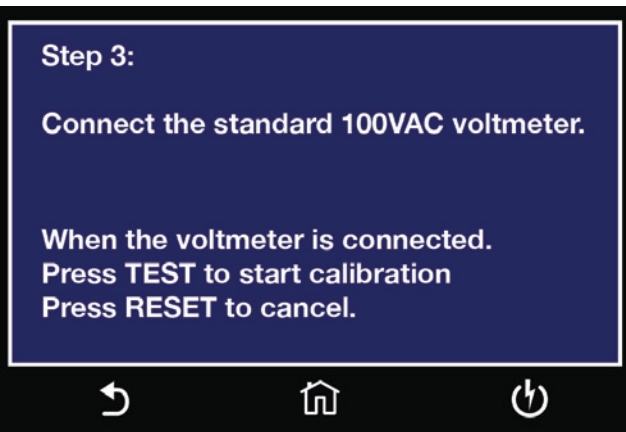 Step 3:
Connect the standard 100VAC voltmeter.
When the voltmeter is connected.
Press TEST to start calibration
Press RESET to cancel.